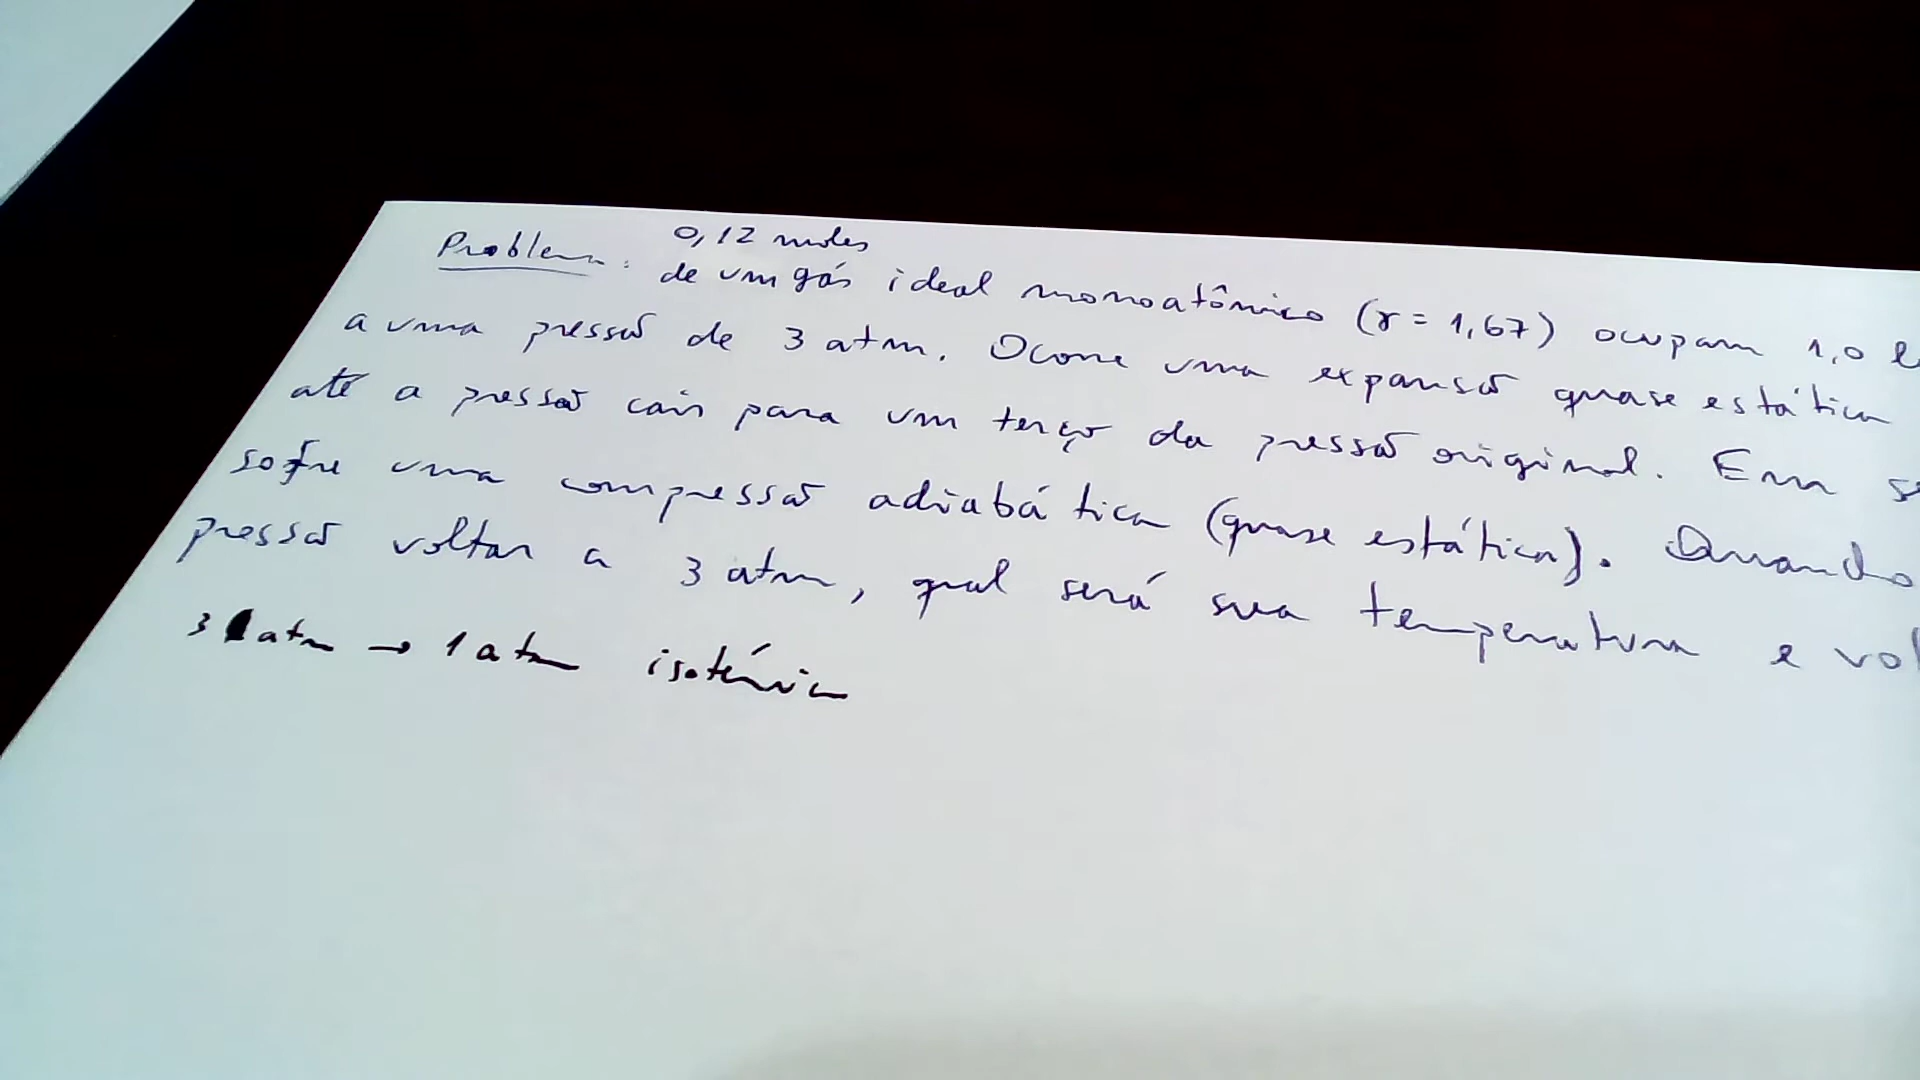 Problema: 0,12 moles
de um gás ideal monoatômico (γ = 1,67) ocupam 1,0 l
a uma pressão de 3 atm. Ocorre uma expansão quase estática
até a pressão cair para um terço da pressão original. Em s
sofre uma compressão adiabática (quase estática). Quando
pressão voltar a 3 atm, qual será sua temperatura e vol
3 atm → 1 atm isotérmica